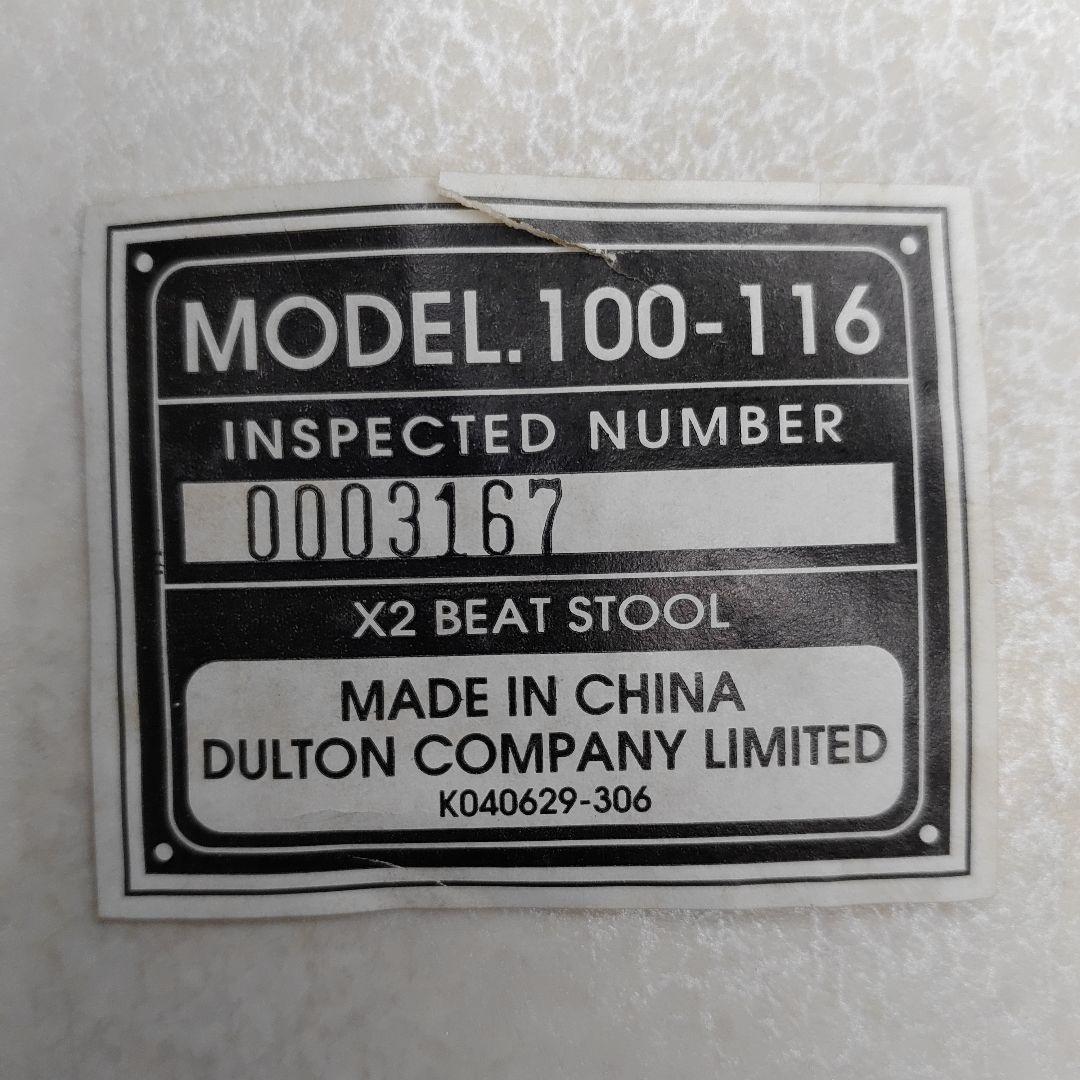 MODEL.100-116
INSPECTED NUMBER
0003167
X2 BEAT STOOL
MADE IN CHINA
DULTON COMPANY LIMITED
K040629-306